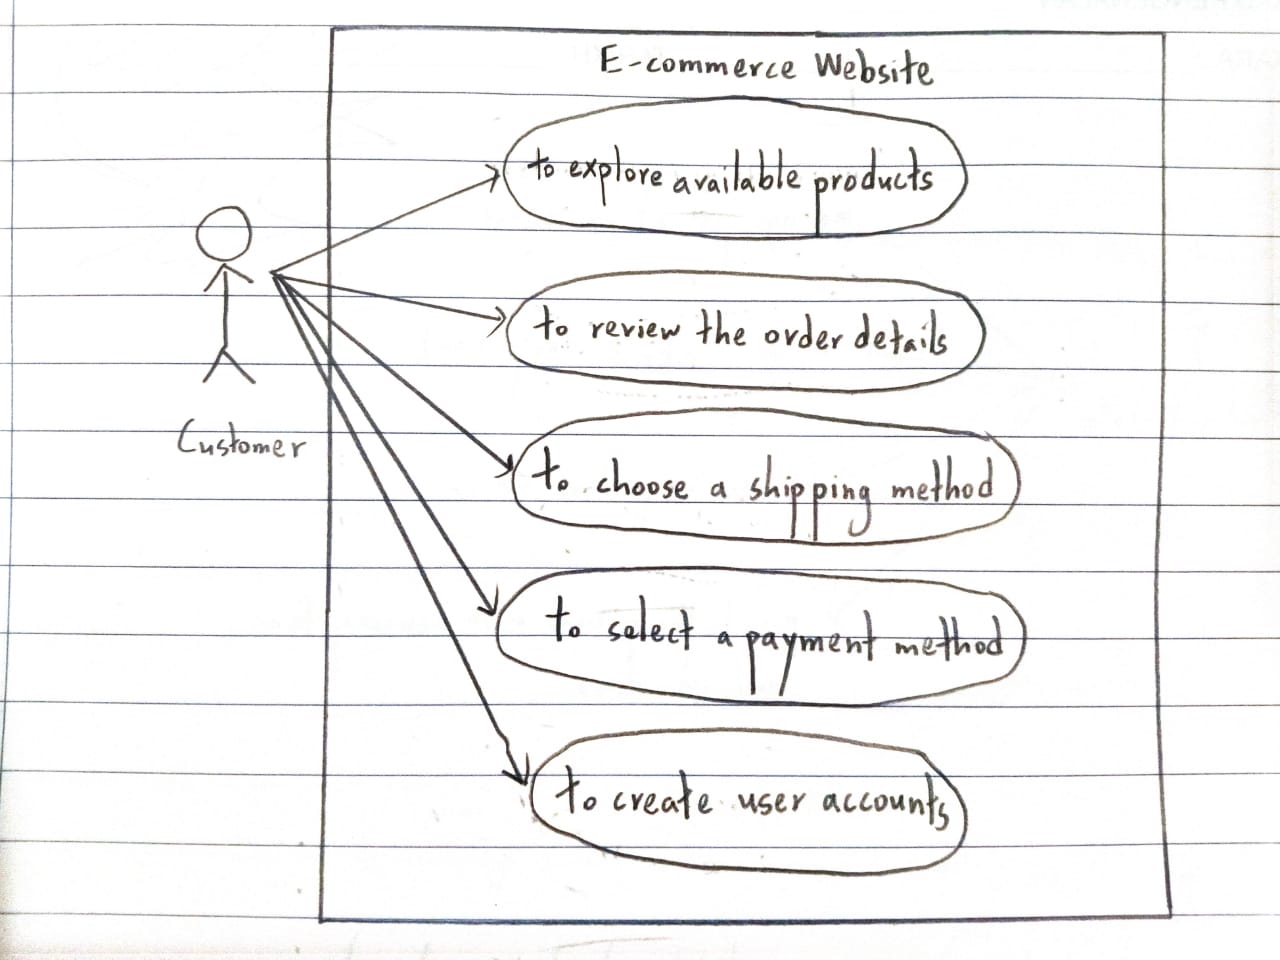 E-commerce Website
to explore available products
to review the order details
Customer
to choose a shipping method
to select a payment method
to create user accounts